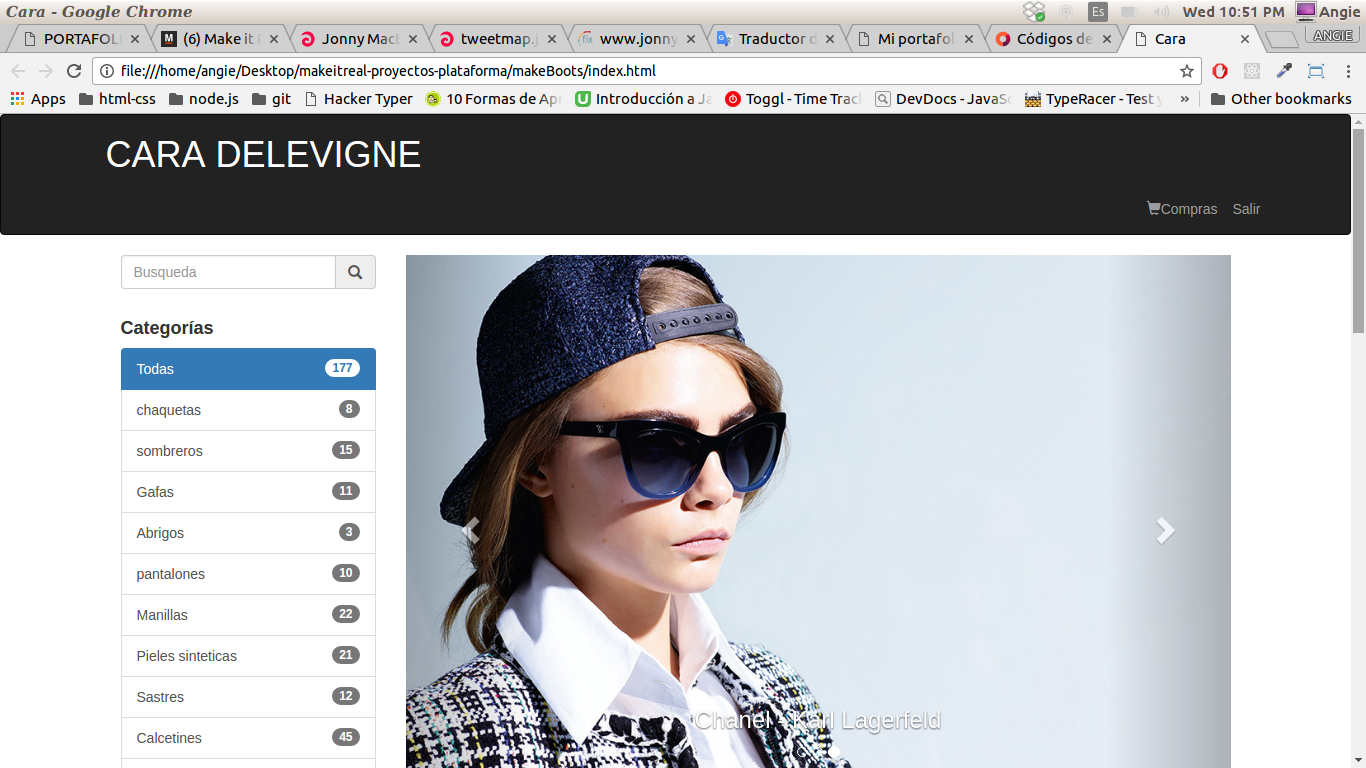 Cara - Google Chrome
Es
Wed 10:51 PM
Angie
PORTAFOLI
(6) Make it R
Jonny MacE
tweetmap.j
www.jonny
Traductor d
Mi portafol
Códigos de
Cara
ANGIE
file:///home/angie/Desktop/makeitreal-proyectos-plataforma/makeBoots/index.html
Apps
html-css
node.js
git
Hacker Typer
10 Formas de Apr
Introducción a Ja
Toggl - Time Track
DevDocs - JavaSc
TypeRacer - Test y
»
Other bookmarks
CARA DELEVIGNE
Compras
Salir
Busqueda
Categorías
Todas 177
chaquetas 8
sombreros 15
Gafas 11
Abrigos 3
pantalones 10
Manillas 22
Pieles sinteticas 21
Sastres 12
Calcetines 45
Chanel - Karl Lagerfeld